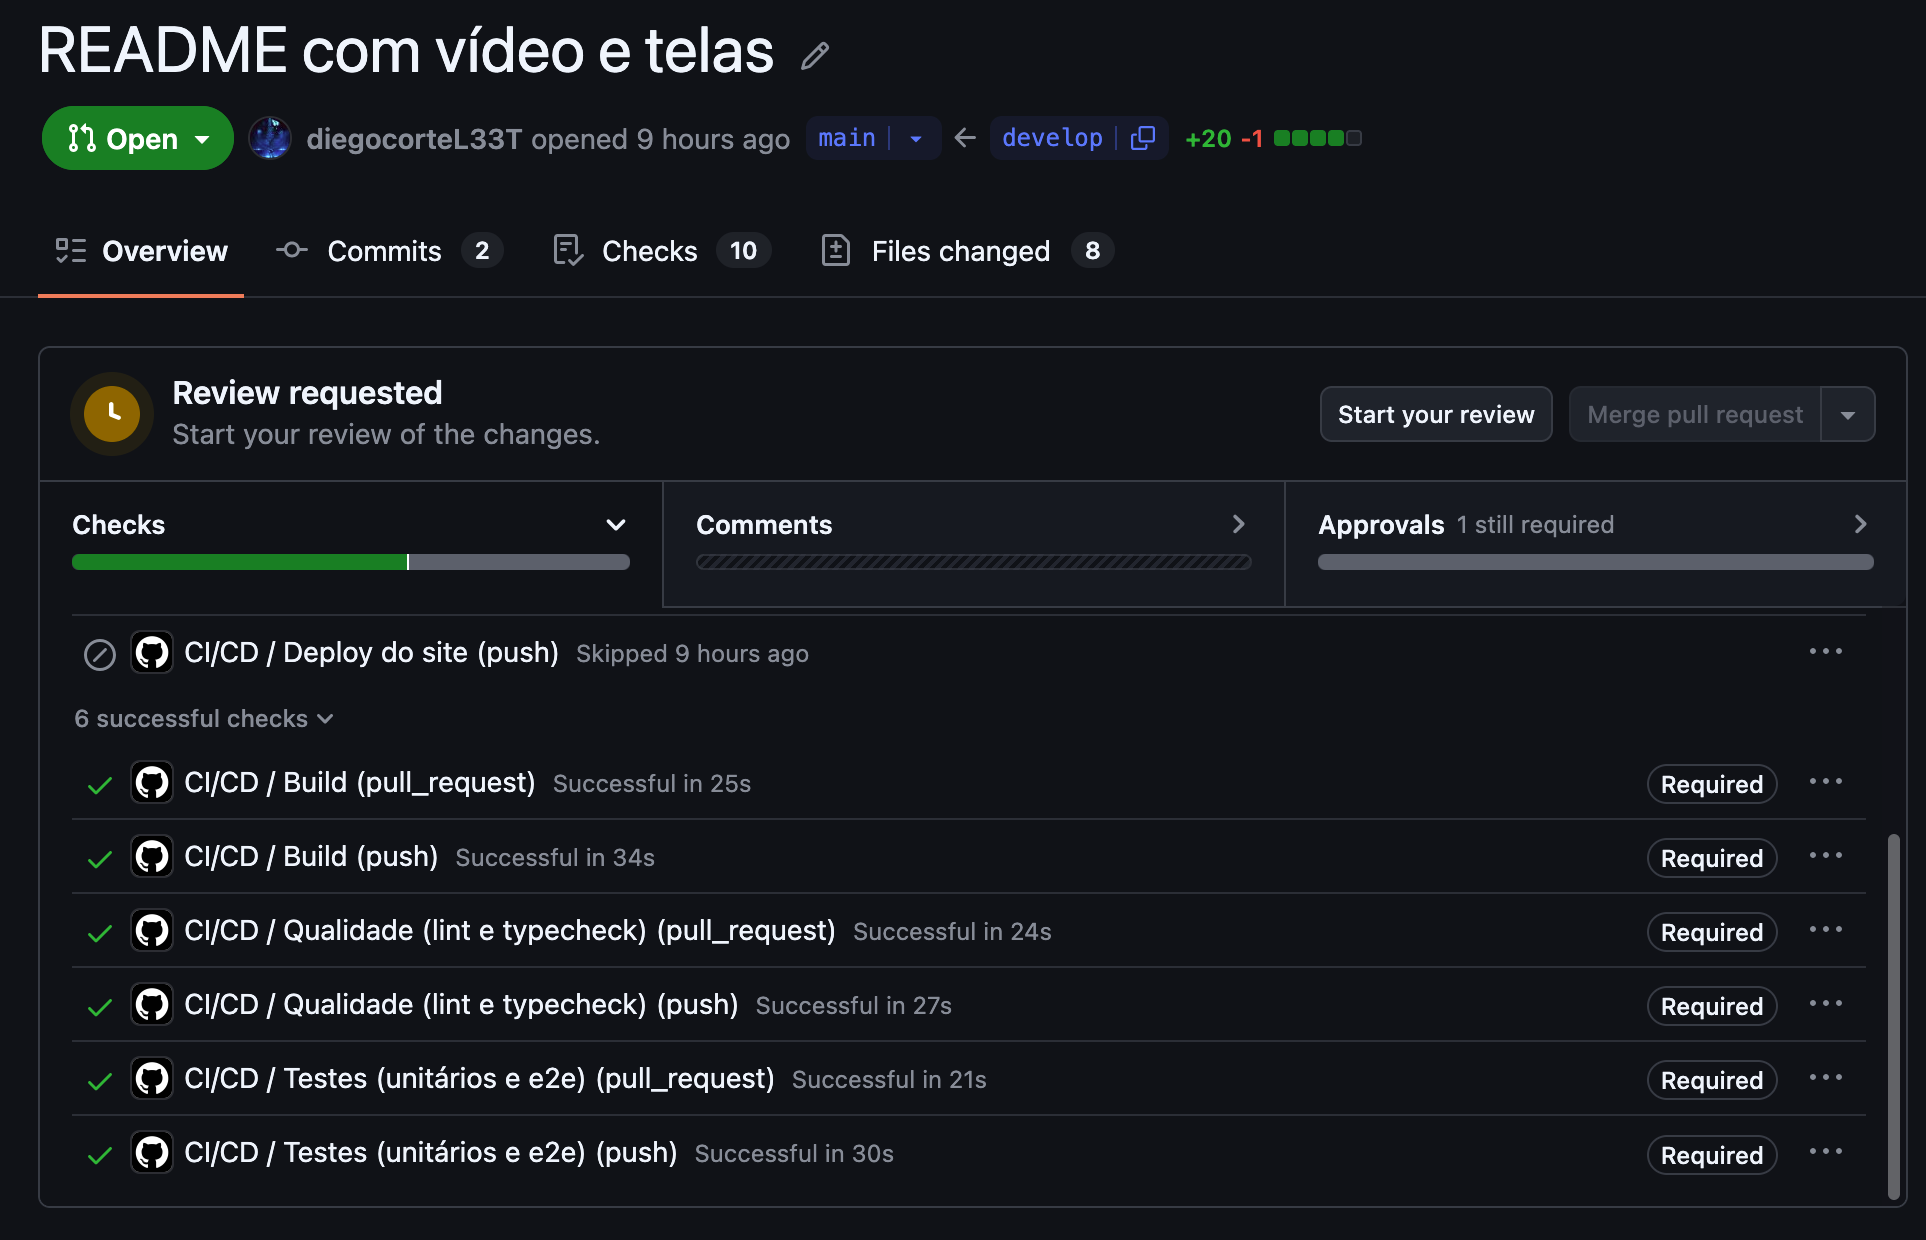 README com vídeo e telas
Open diegocorteL33T opened 9 hours ago main develop +20 -1
Overview Commits 2 Checks 10 Files changed 8
Review requested
Start your review of the changes.
Start your review Merge pull request
Checks Comments Approvals 1 still required
CI/CD / Deploy do site (push) Skipped 9 hours ago
6 successful checks
CI/CD / Build (pull_request) Successful in 25s Required
CI/CD / Build (push) Successful in 34s Required
CI/CD / Qualidade (lint e typecheck) (pull_request) Successful in 24s Required
CI/CD / Qualidade (lint e typecheck) (push) Successful in 27s Required
CI/CD / Testes (unitários e e2e) (pull_request) Successful in 21s Required
CI/CD / Testes (unitários e e2e) (push) Successful in 30s Required